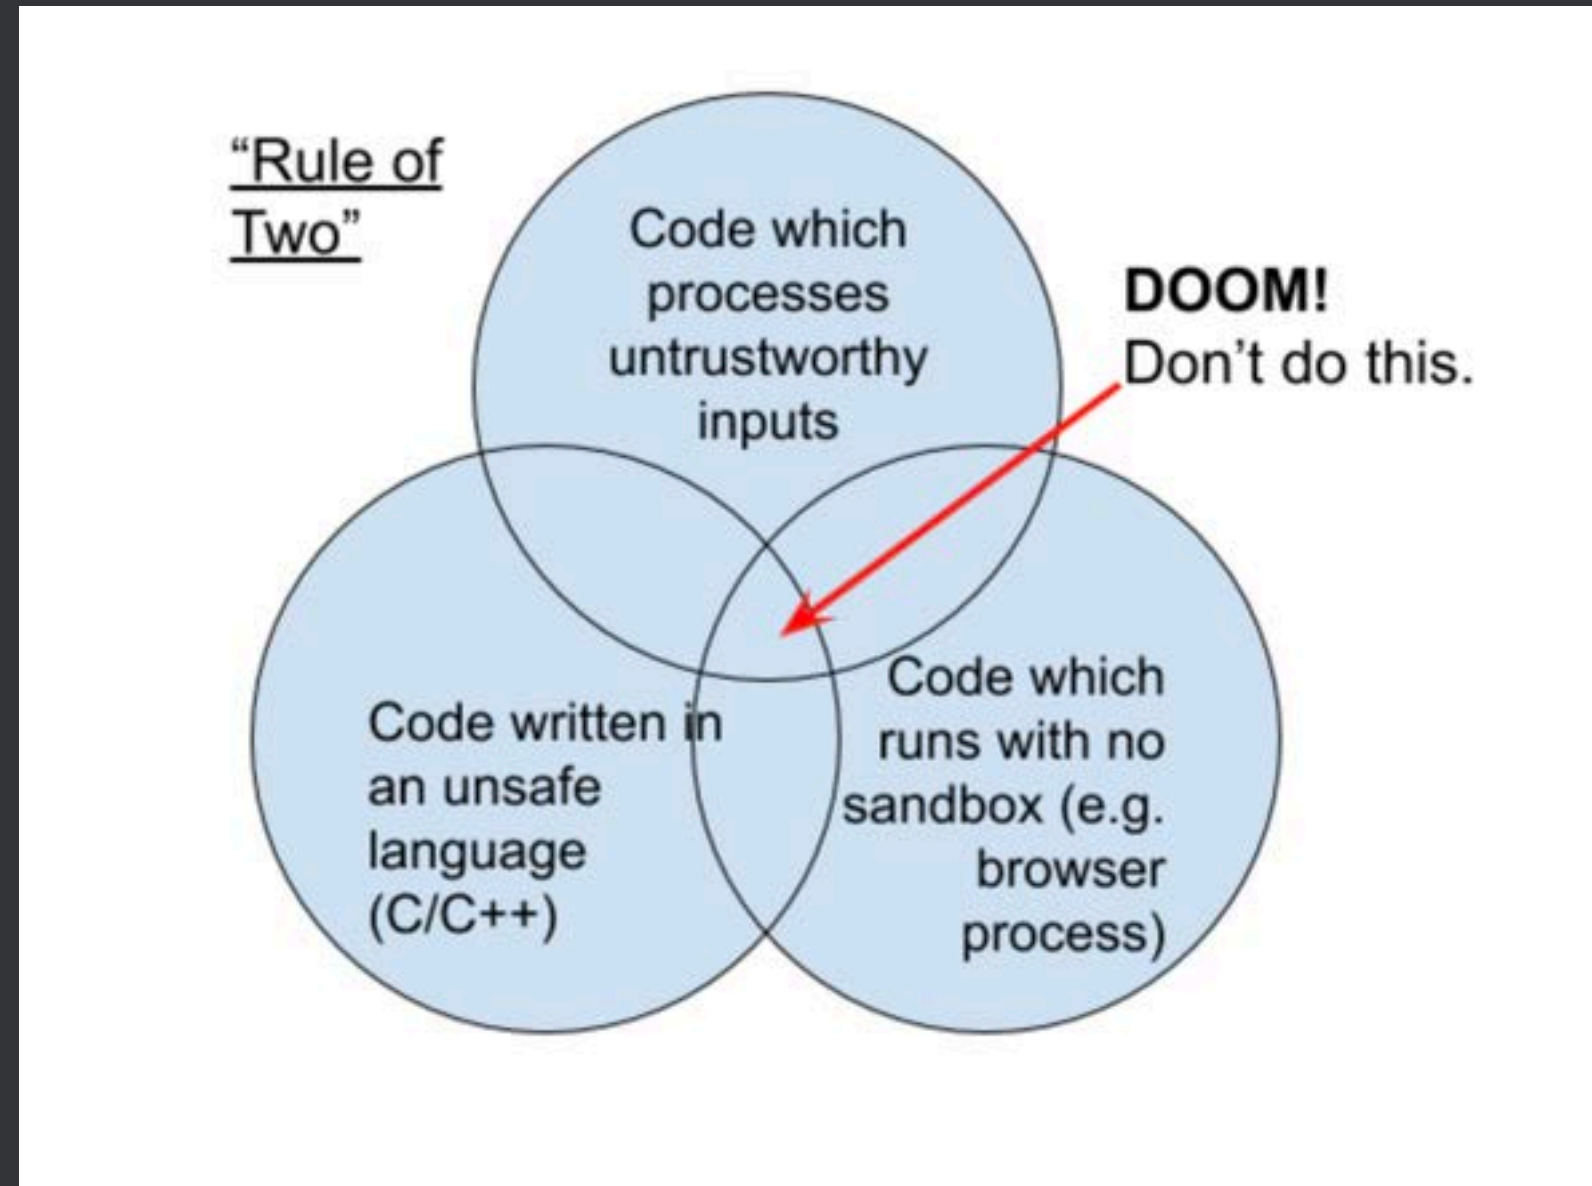 “Rule of
Two”
Code which
processes
untrustworthy
inputs
DOOM!
Don’t do this.
Code written in
an unsafe
language
(C/C++)
Code which
runs with no
sandbox (e.g.
browser
process)